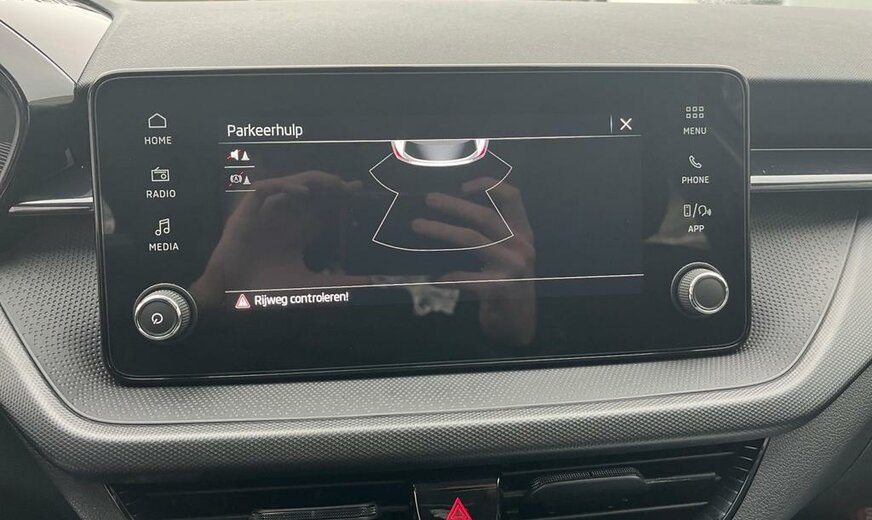 Parkeerhulp
HOME
RADIO
MEDIA
MENU
PHONE
APP
Rijweg controleren!